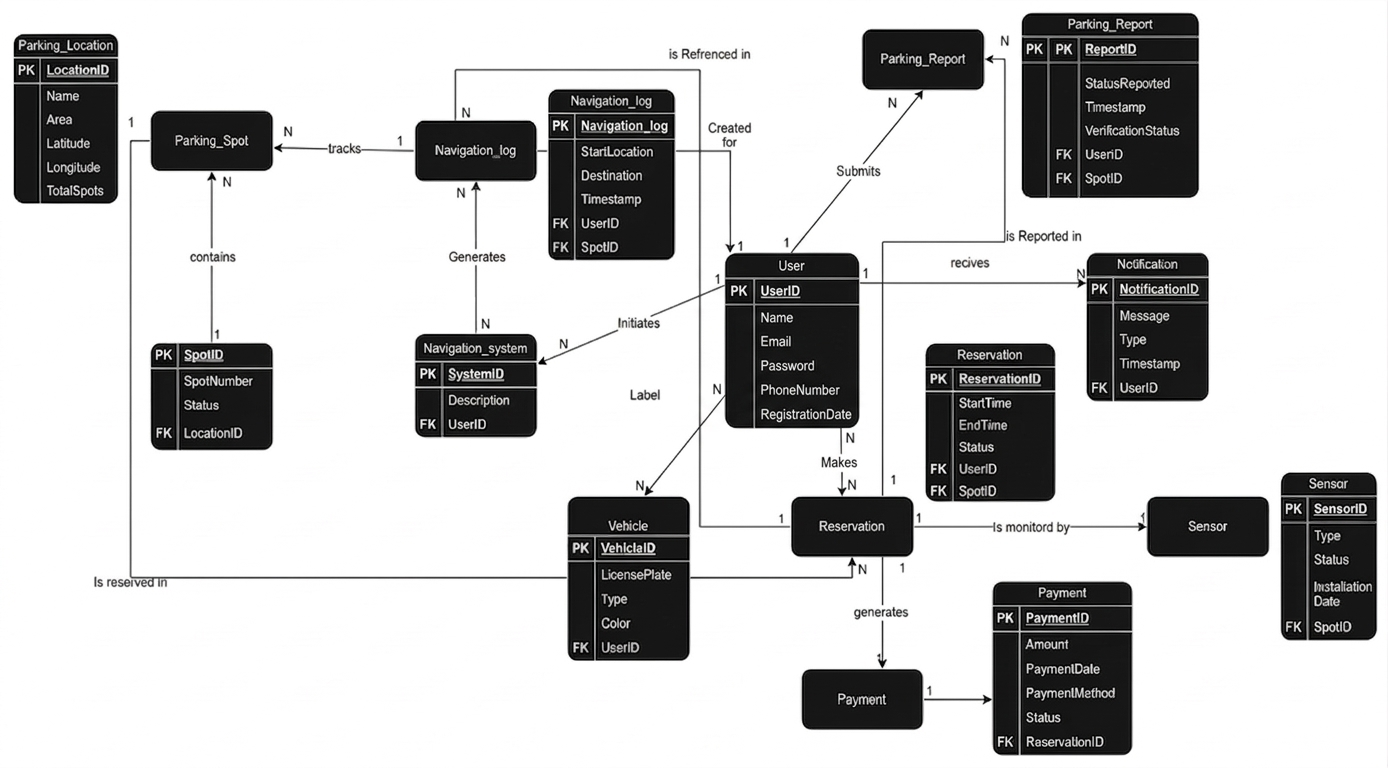 Parking_Location
PK LocationID
Name
Area
Latitude
Longitude
TotalSpots
1
Parking_Spot
N
tracks
1
N
contains
1
PK SpotID
SpotNumber
Status
FK LocationID
Is reserved in
is Refrenced in
N
Navigation_log
N
Generates
N
Navigation_system
PK SystemID
Description
FK UserID
Navigation_log
PK Navigation_log
StartLocation
Destination
Timestamp
FK UserID
FK SpotID
Created
for
1
1
Initiates
N
Label
User
PK UserID
Name
Email
Password
PhoneNumber
RegistrationDate
1
Submits
N
Parking_Report
N
Parking_Report
PK PK ReportID
StatusReported
Timestamp
VerificationStatus
FK UserID
FK SpotID
is Reported in
1
recives
N
Notification
PK NotificationID
Message
Type
Timestamp
FK UserID
N
N
Vehicle
PK VehicleID
LicensePlate
Type
Color
FK UserID
N
Makes
N
1
Reservation
PK ReservationID
StartTime
EndTime
Status
FK UserID
FK SpotID
1
Reservation
1
Is monitord by
1
Sensor
Sensor
PK SensorID
Type
Status
Installation
Date
FK SpotID
N
1
generates
1
Payment
1
Payment
PK PaymentID
Amount
PaymentDate
PaymentMethod
Status
FK ReservationID